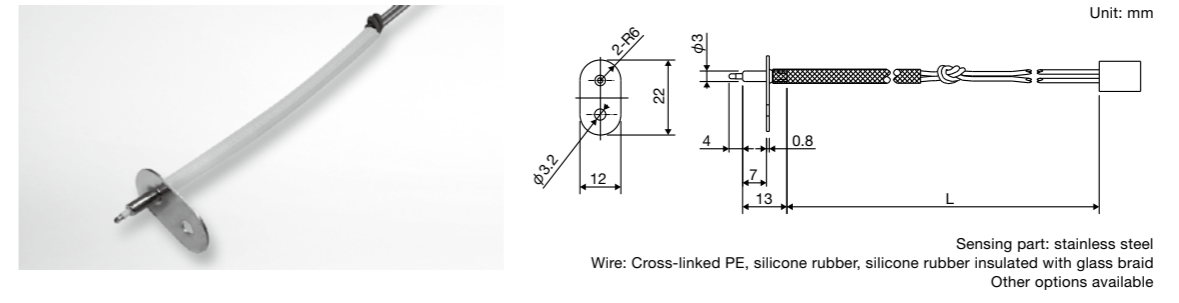 Unit: mm
2-R6
22
ϕ3.2
12
ϕ3
4
0.8
7
13
L
Sensing part: stainless steel
Wire: Cross-linked PE, silicone rubber, silicone rubber insulated with glass braid
Other options available